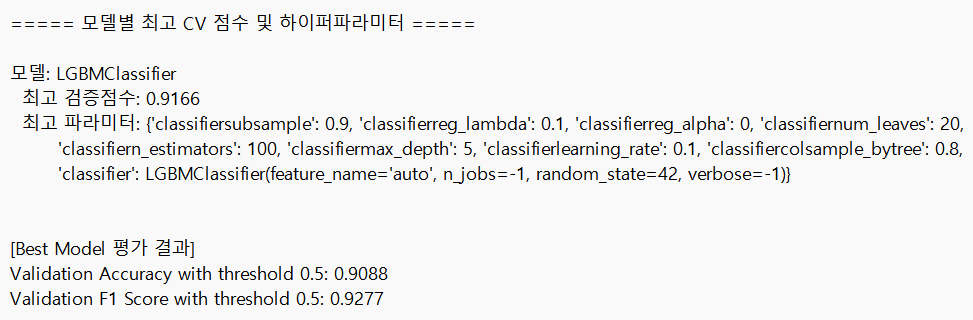 ===== 모델별 최고 CV 점수 및 하이퍼파라미터 =====
모델: LGBMClassifier
최고 검증점수: 0.9166
최고 파라미터: {'classifiersubsample': 0.9, 'classifierreg_lambda': 0.1, 'classifierreg_alpha': 0, 'classifiernum_leaves': 20,
'classifiern_estimators': 100, 'classifiermax_depth': 5, 'classifierlearning_rate': 0.1, 'classifiercolsample_bytree': 0.8,
'classifier': LGBMClassifier(feature_name='auto', n_jobs=-1, random_state=42, verbose=-1)}
[Best Model 평가 결과]
Validation Accuracy with threshold 0.5: 0.9088
Validation F1 Score with threshold 0.5: 0.9277